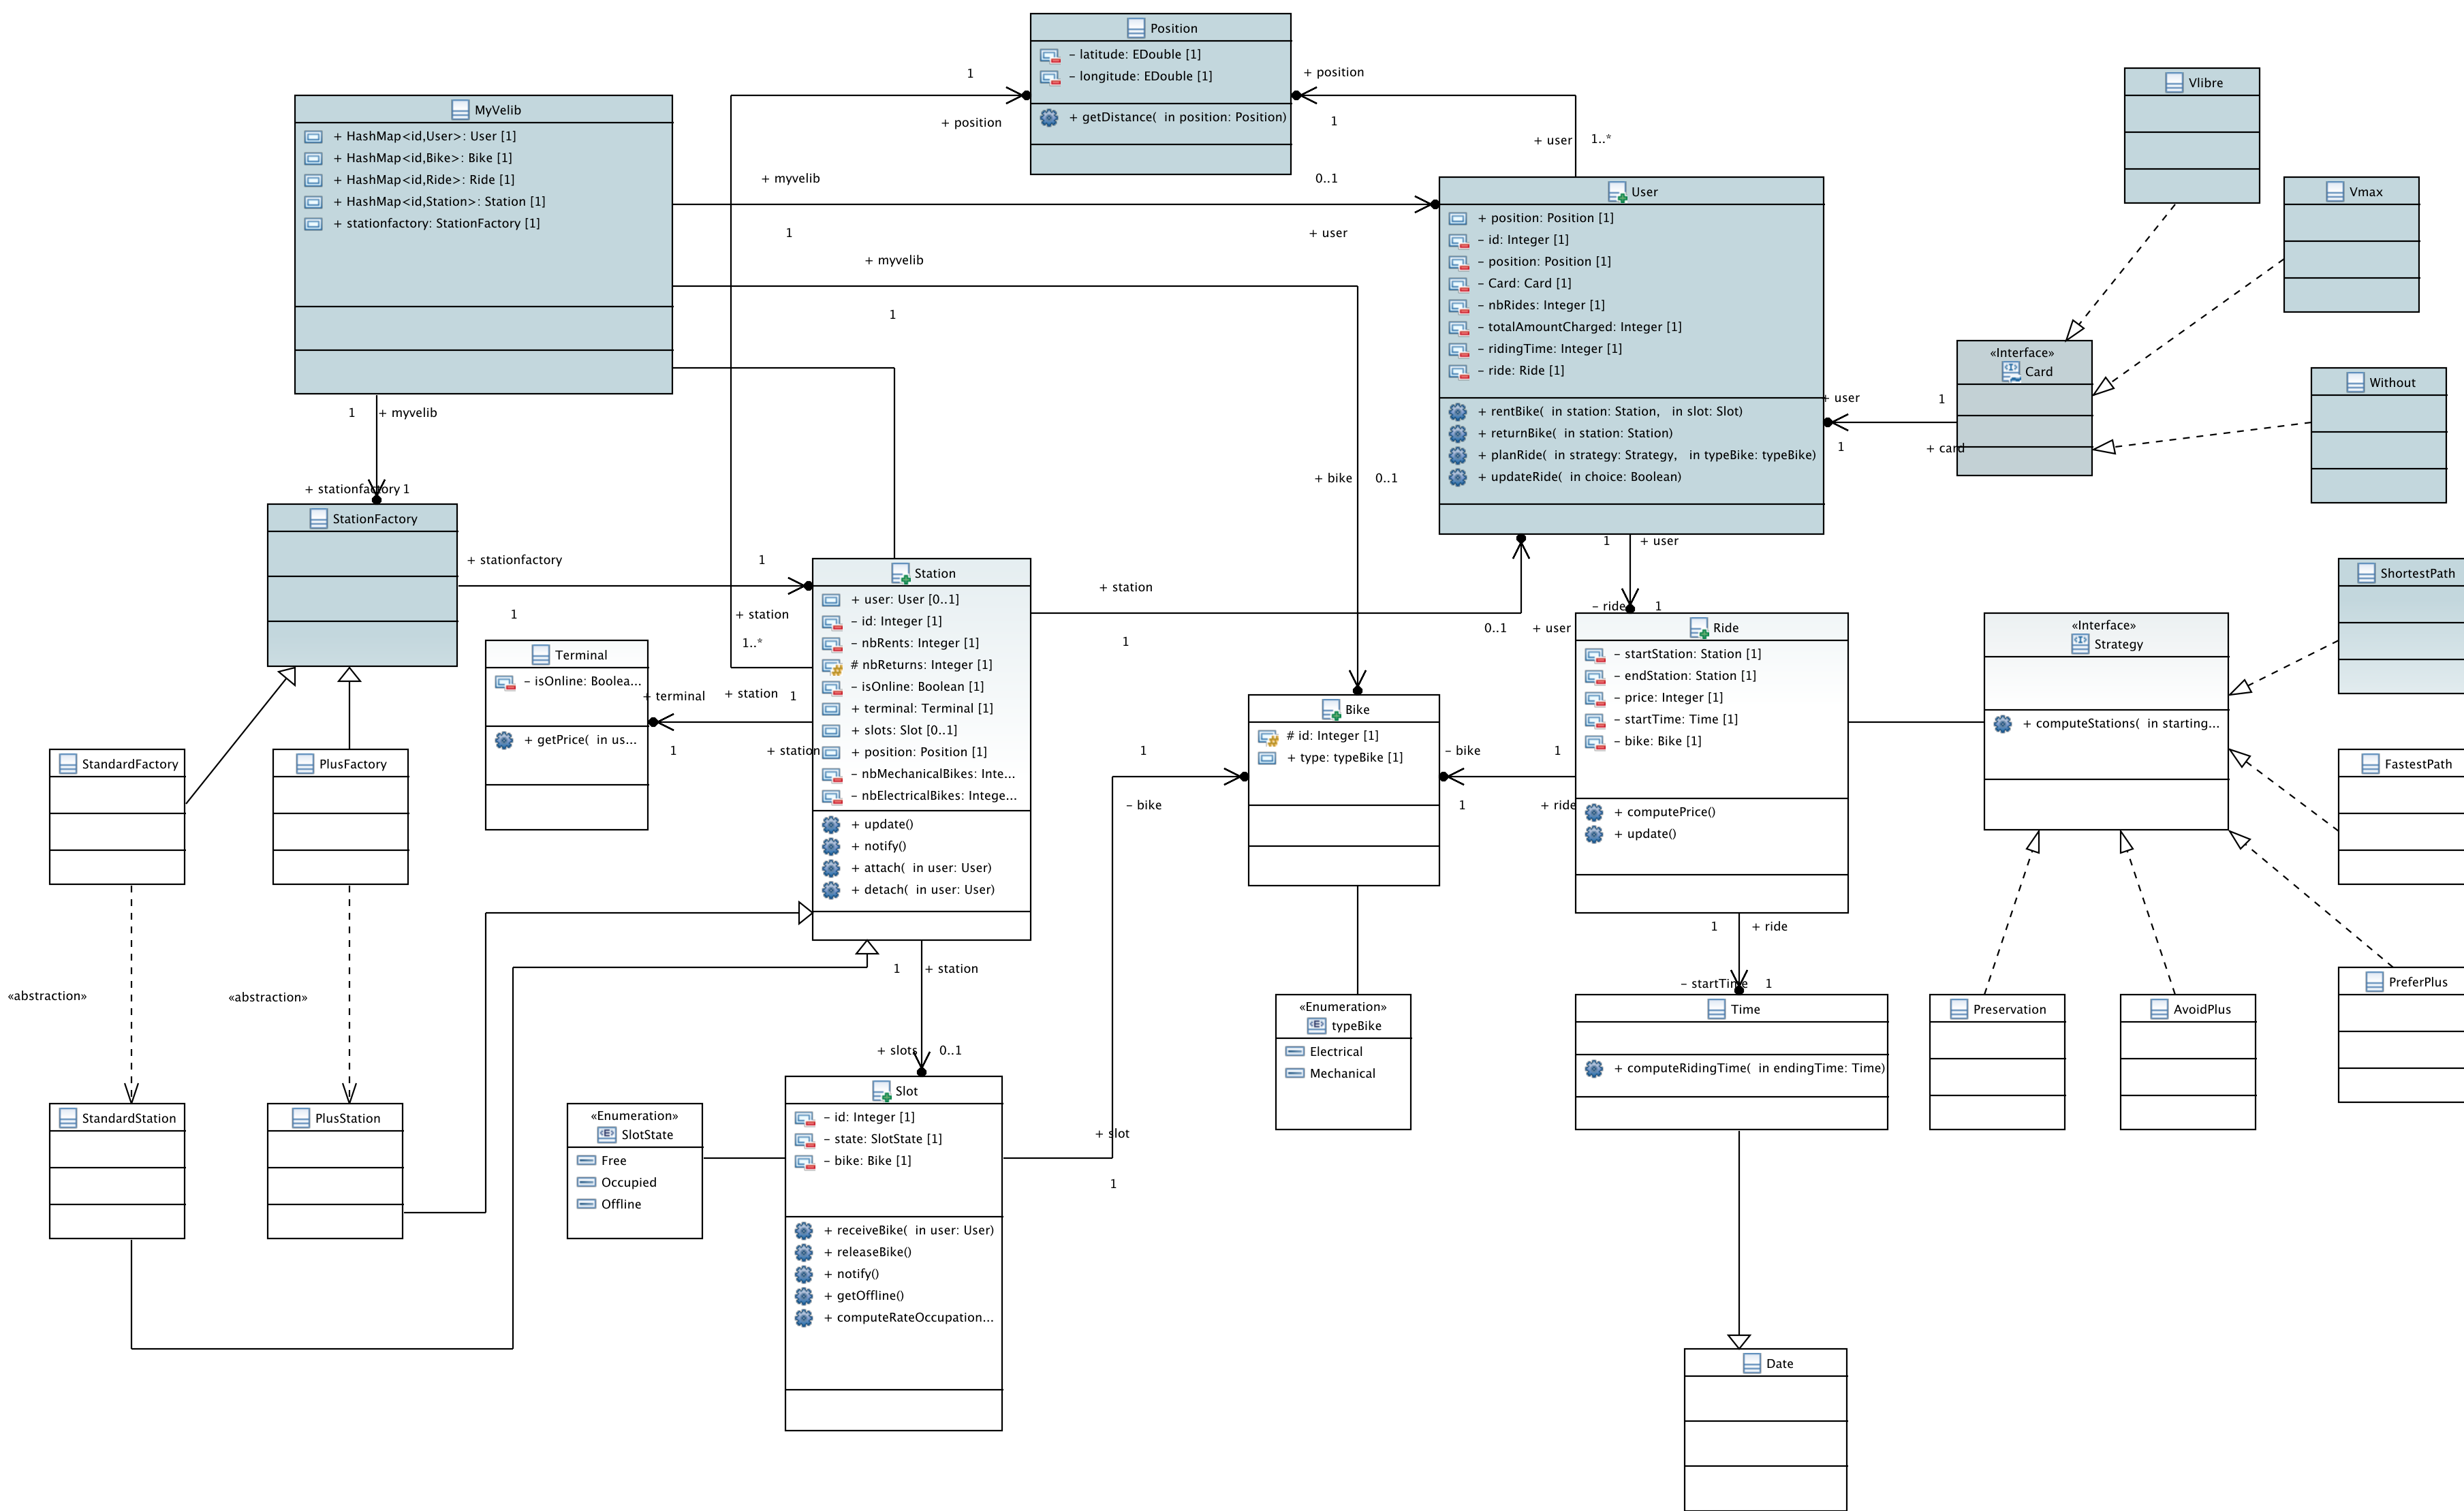 Position
– latitude: EDouble [1]
– longitude: EDouble [1]
+ getDistance(  in position: Position)
1
+ position
+ position
1
+ user
1..*
MyVelib
+ HashMap<id,User>: User [1]
+ HashMap<id,Bike>: Bike [1]
+ HashMap<id,Ride>: Ride [1]
+ HashMap<id,Station>: Station [1]
+ stationfactory: StationFactory [1]
+ myvelib
0..1
1
+ user
+ myvelib
1
+ bike
0..1
1
+ myvelib
+ stationfactory
1
User
+ position: Position [1]
– id: Integer [1]
– position: Position [1]
– Card: Card [1]
– nbRides: Integer [1]
– totalAmountCharged: Integer [1]
– ridingTime: Integer [1]
– ride: Ride [1]
+ rentBike(  in station: Station,   in slot: Slot)
+ returnBike(  in station: Station)
+ planRide(  in strategy: Strategy,   in typeBike: typeBike)
+ updateRide(  in choice: Boolean)
Vlibre
Vmax
Without
«Interface»
Card
+ user
1
1
+ card
StationFactory
+ stationfactory
1
1
+ station
1..*
Station
+ user: User [0..1]
– id: Integer [1]
– nbRents: Integer [1]
# nbReturns: Integer [1]
– isOnline: Boolean [1]
+ terminal: Terminal [1]
+ slots: Slot [0..1]
+ position: Position [1]
– nbMechanicalBikes: Inte...
– nbElectricalBikes: Intege...
+ update()
+ notify()
+ attach(  in user: User)
+ detach(  in user: User)
+ station
1
0..1
+ user
1
+ user
– ride
1
Terminal
– isOnline: Boolea...
+ getPrice(  in us...
+ terminal
1
+ station
1
+ station
Ride
– startStation: Station [1]
– endStation: Station [1]
– price: Integer [1]
– startTime: Time [1]
– bike: Bike [1]
+ computePrice()
+ update()
«Interface»
Strategy
+ computeStations(  in starting...
ShortestPath
FastestPath
PreferPlus
Preservation
AvoidPlus
Bike
# id: Integer [1]
+ type: typeBike [1]
1
– bike
– bike
1
1
+ ride
StandardFactory
PlusFactory
«abstraction»
«abstraction»
StandardStation
PlusStation
1
+ station
+ slots
0..1
Slot
– id: Integer [1]
– state: SlotState [1]
– bike: Bike [1]
+ receiveBike(  in user: User)
+ releaseBike()
+ notify()
+ getOffline()
+ computeRateOccupation...
+ slot
1
«Enumeration»
SlotState
Free
Occupied
Offline
«Enumeration»
typeBike
Electrical
Mechanical
1
+ ride
– startTime
1
Time
+ computeRidingTime(  in endingTime: Time)
Date